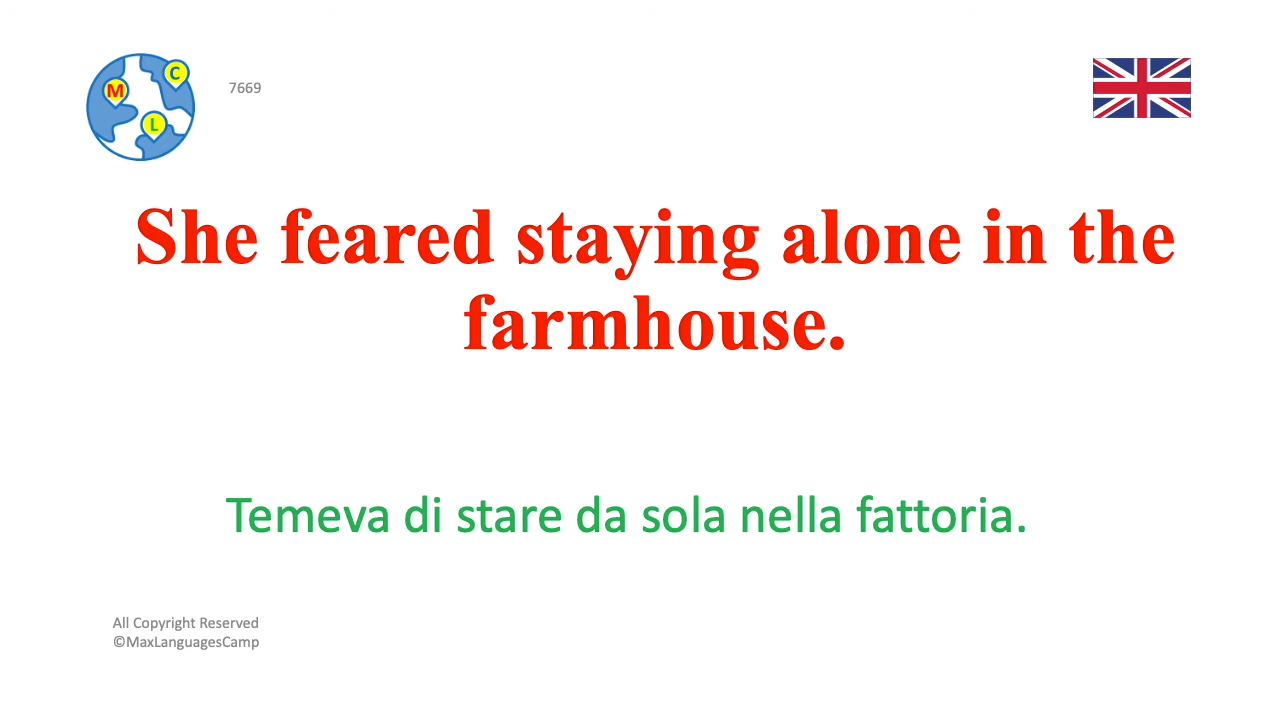 C
7669
M
L
She feared staying alone in the
farmhouse.
Temeva di stare da sola nella fattoria.
All Copyright Reserved
©MaxLanguagesCamp